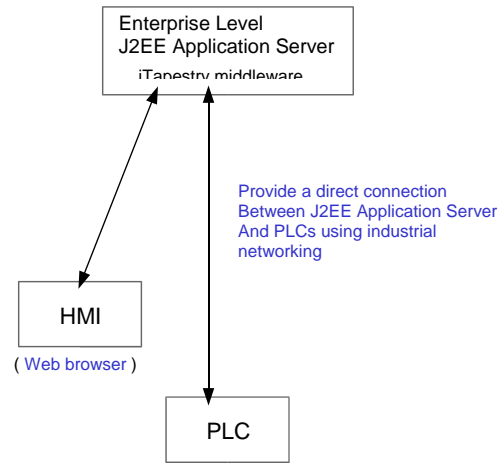 Enterprise Level
J2EE Application Server
iTapestry middleware
Provide a direct connection
Between J2EE Application Server
And PLCs using industrial
networking
HMI
( Web browser )
PLC